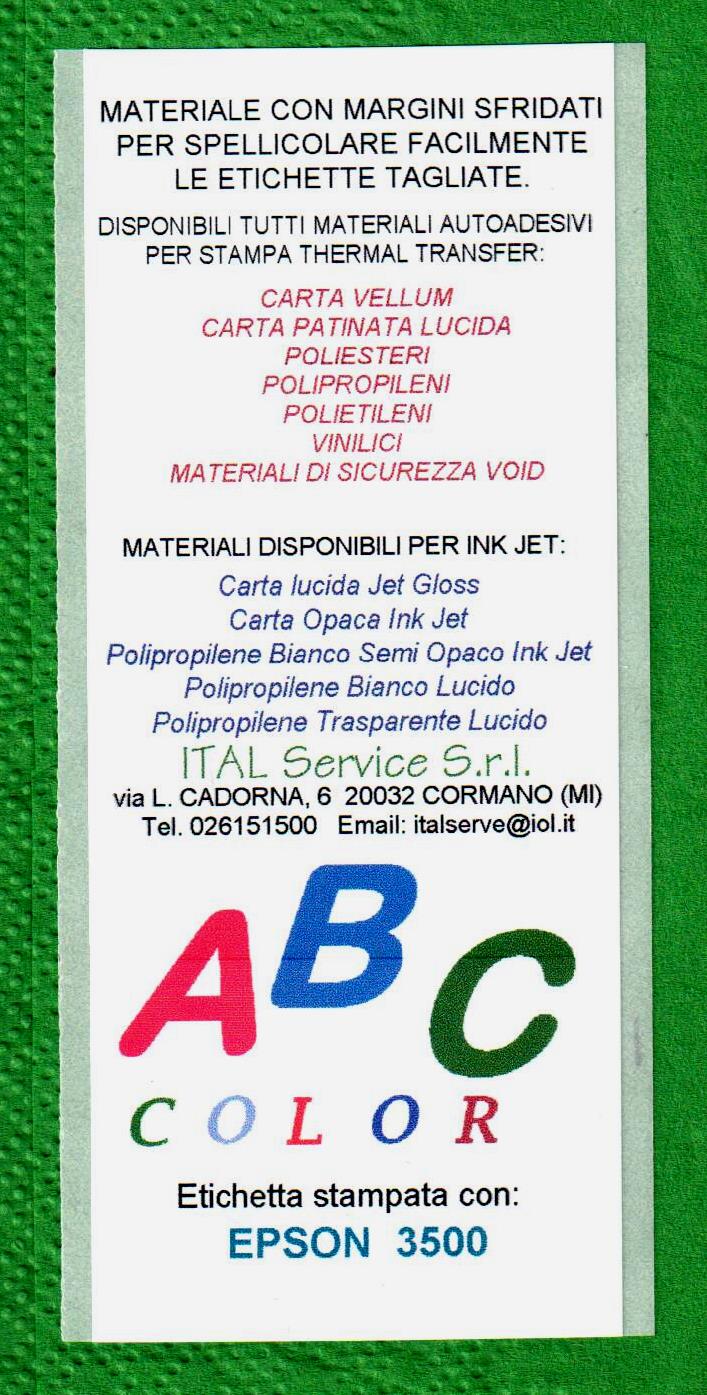 MATERIALE CON MARGINI SFRIDATI
PER SPELLICOLARE FACILMENTE
LE ETICHETTE TAGLIATE.
DISPONIBILI TUTTI MATERIALI AUTOADESIVI
PER STAMPA THERMAL TRANSFER:
CARTA VELLUM
CARTA PATINATA LUCIDA
POLIESTERI
POLIPROPILENI
POLIETILENI
VINILICI
MATERIALI DI SICUREZZA VOID
MATERIALI DISPONIBILI PER INK JET:
Carta lucida Jet Gloss
Carta Opaca Ink Jet
Polipropilene Bianco Semi Opaco Ink Jet
Polipropilene Bianco Lucido
Polipropilene Trasparente Lucido
ITAL Service S.r.l.
via L. CADORNA, 6 20032 CORMANO (MI)
Tel. 026151500 Email: italserve@iol.it
ABC
COLOR
Etichetta stampata con:
EPSON 3500